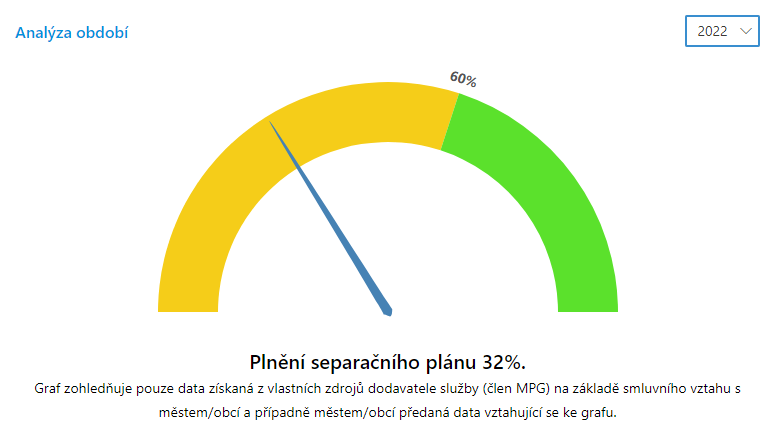 Analýza období
2022
60%
Plnění separačního plánu 32%.
Graf zohledňuje pouze data získaná z vlastních zdrojů dodavatele služby (člen MPG) na základě smluvního vztahu s
městem/obcí a případně městem/obcí předaná data vztahující se ke grafu.